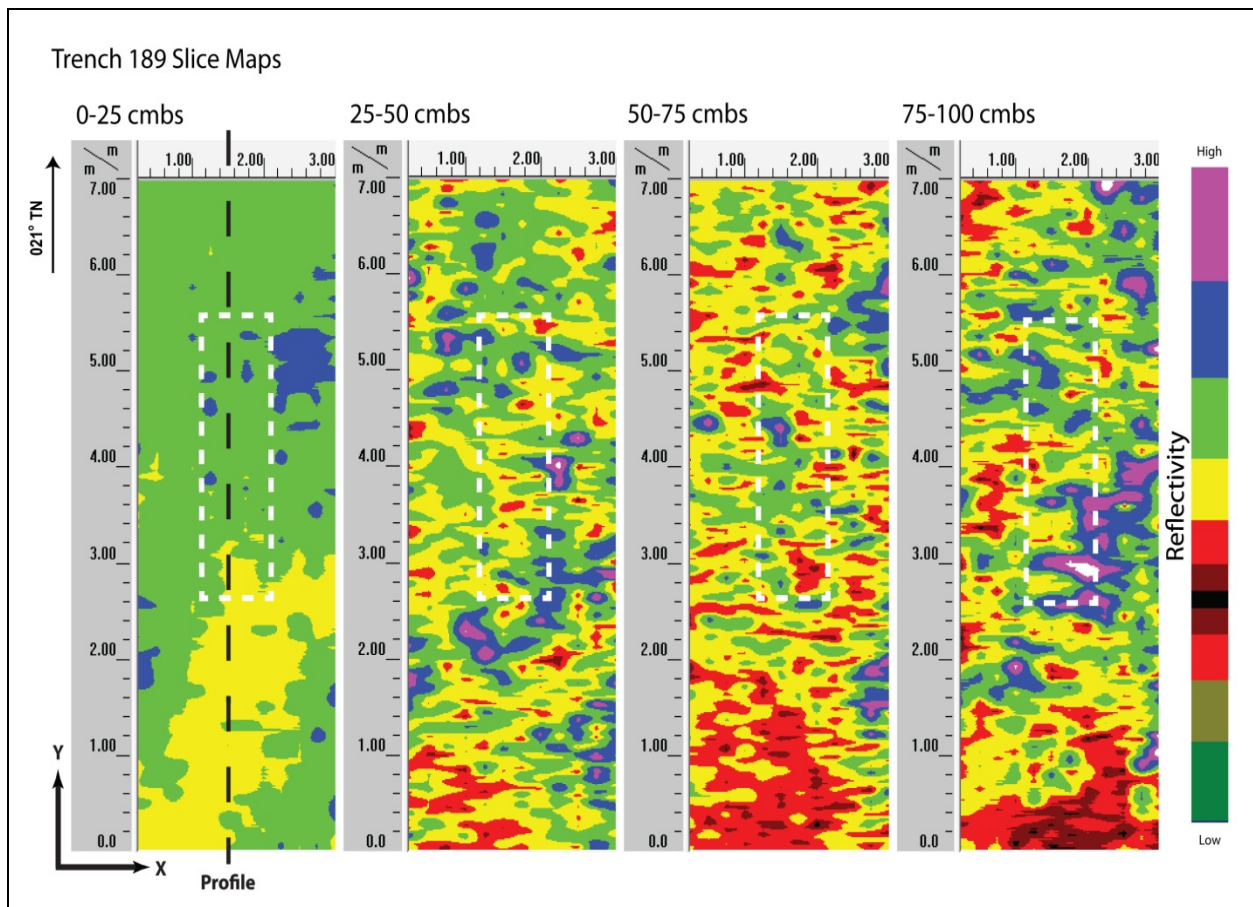 Trench 189 Slice Maps
0-25 cmbs
25-50 cmbs
50-75 cmbs
75-100 cmbs
m
m
1.00 2.00 3.00
7.00
6.00
5.00
4.00
3.00
2.00
1.00
0.0
m
m
1.00 2.00 3.00
7.00
6.00
5.00
4.00
3.00
2.00
1.00
0.0
m
m
1.00 2.00 3.00
7.00
6.00
5.00
4.00
3.00
2.00
1.00
0.0
m
m
1.00 2.00 3.00
7.00
6.00
5.00
4.00
3.00
2.00
1.00
0.0
021° TN
Y
X
Profile
High
Reflectivity
Low